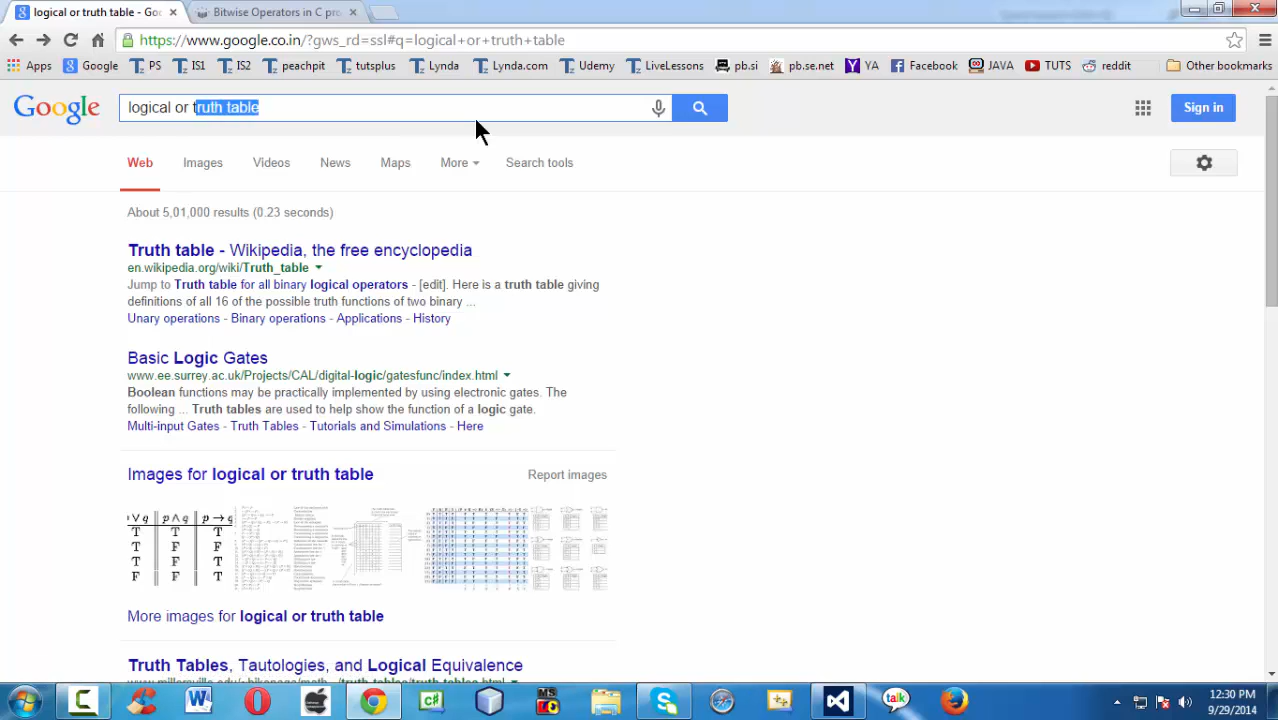 logical or truth table - Goo
Bitwise Operators in C pro
https://www.google.co.in/?gws_rd=ssl#q=logical+or+truth+table
Apps Google PS IS1 IS2 peachpit tutsplus Lynda Lynda.com Udemy LiveLessons pb.si pb.se.net YA Facebook JAVA TUTS reddit Other bookmarks
Google logical or truth table Sign in
Web Images Videos News Maps More Search tools
About 5,01,000 results (0.23 seconds)
Truth table - Wikipedia, the free encyclopedia
en.wikipedia.org/wiki/Truth_table
Jump to Truth table for all binary logical operators - [edit]. Here is a truth table giving
definitions of all 16 of the possible truth functions of two binary ...
Unary operations - Binary operations - Applications - History
Basic Logic Gates
www.ee.surrey.ac.uk/Projects/CAL/digital-logic/gatesfunc/index.html
Boolean functions may be practically implemented by using electronic gates. The
following ... Truth tables are used to help show the function of a logic gate.
Multi-input Gates - Truth Tables - Tutorials and Simulations - Here
Images for logical or truth table Report images
∨ q p ∧ q p → q
T T T
T F F
T F T
F F T
More images for logical or truth table
Truth Tables, Tautologies, and Logical Equivalence
talk
12:30 PM
9/29/2014